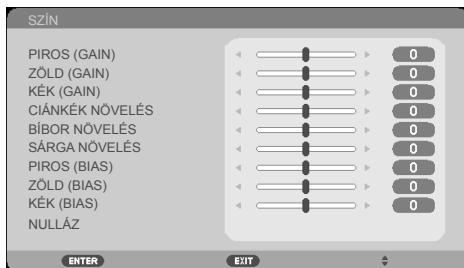 SZÍN
PIROS (GAIN) 0
ZÖLD (GAIN) 0
KÉK (GAIN) 0
CIÁNKÉK NÖVELÉS 0
BÍBOR NÖVELÉS 0
SÁRGA NÖVELÉS 0
PIROS (BIAS) 0
ZÖLD (BIAS) 0
KÉK (BIAS) 0
NULLÁZ
ENTER EXIT